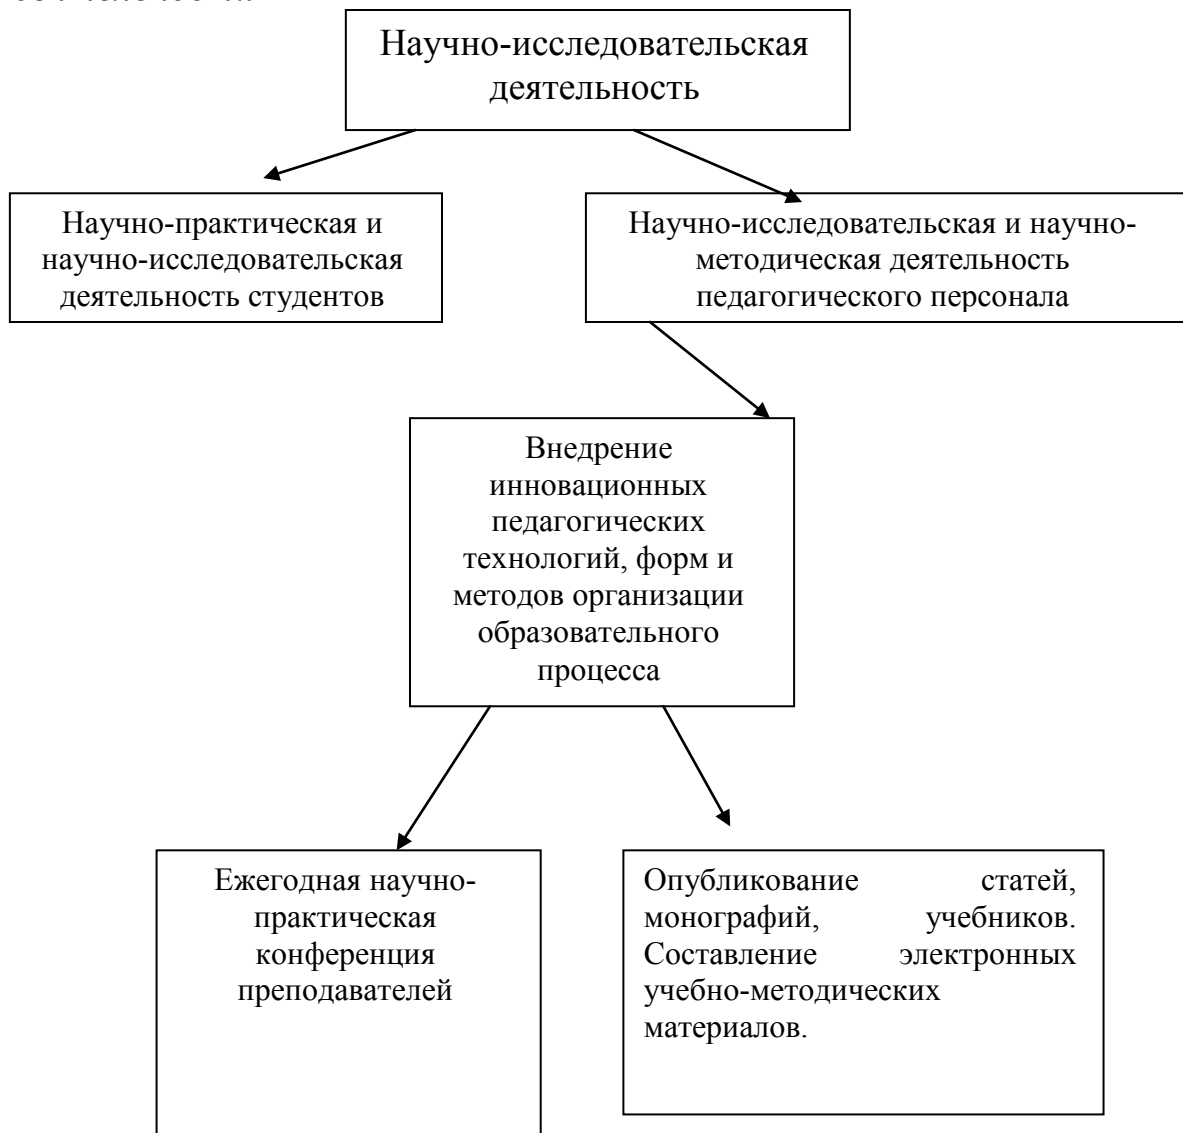 Научно-исследовательская
деятельность
Научно-практическая и
научно-исследовательская
деятельность студентов
Научно-исследовательская и научно-
методическая деятельность
педагогического персонала
Внедрение
инновационных
педагогических
технологий, форм и
методов организации
образовательного
процесса
Ежегодная научно-
практическая
конференция
преподавателей
Опубликование статей,
монографий, учебников.
Составление электронных
учебно-методических
материалов.